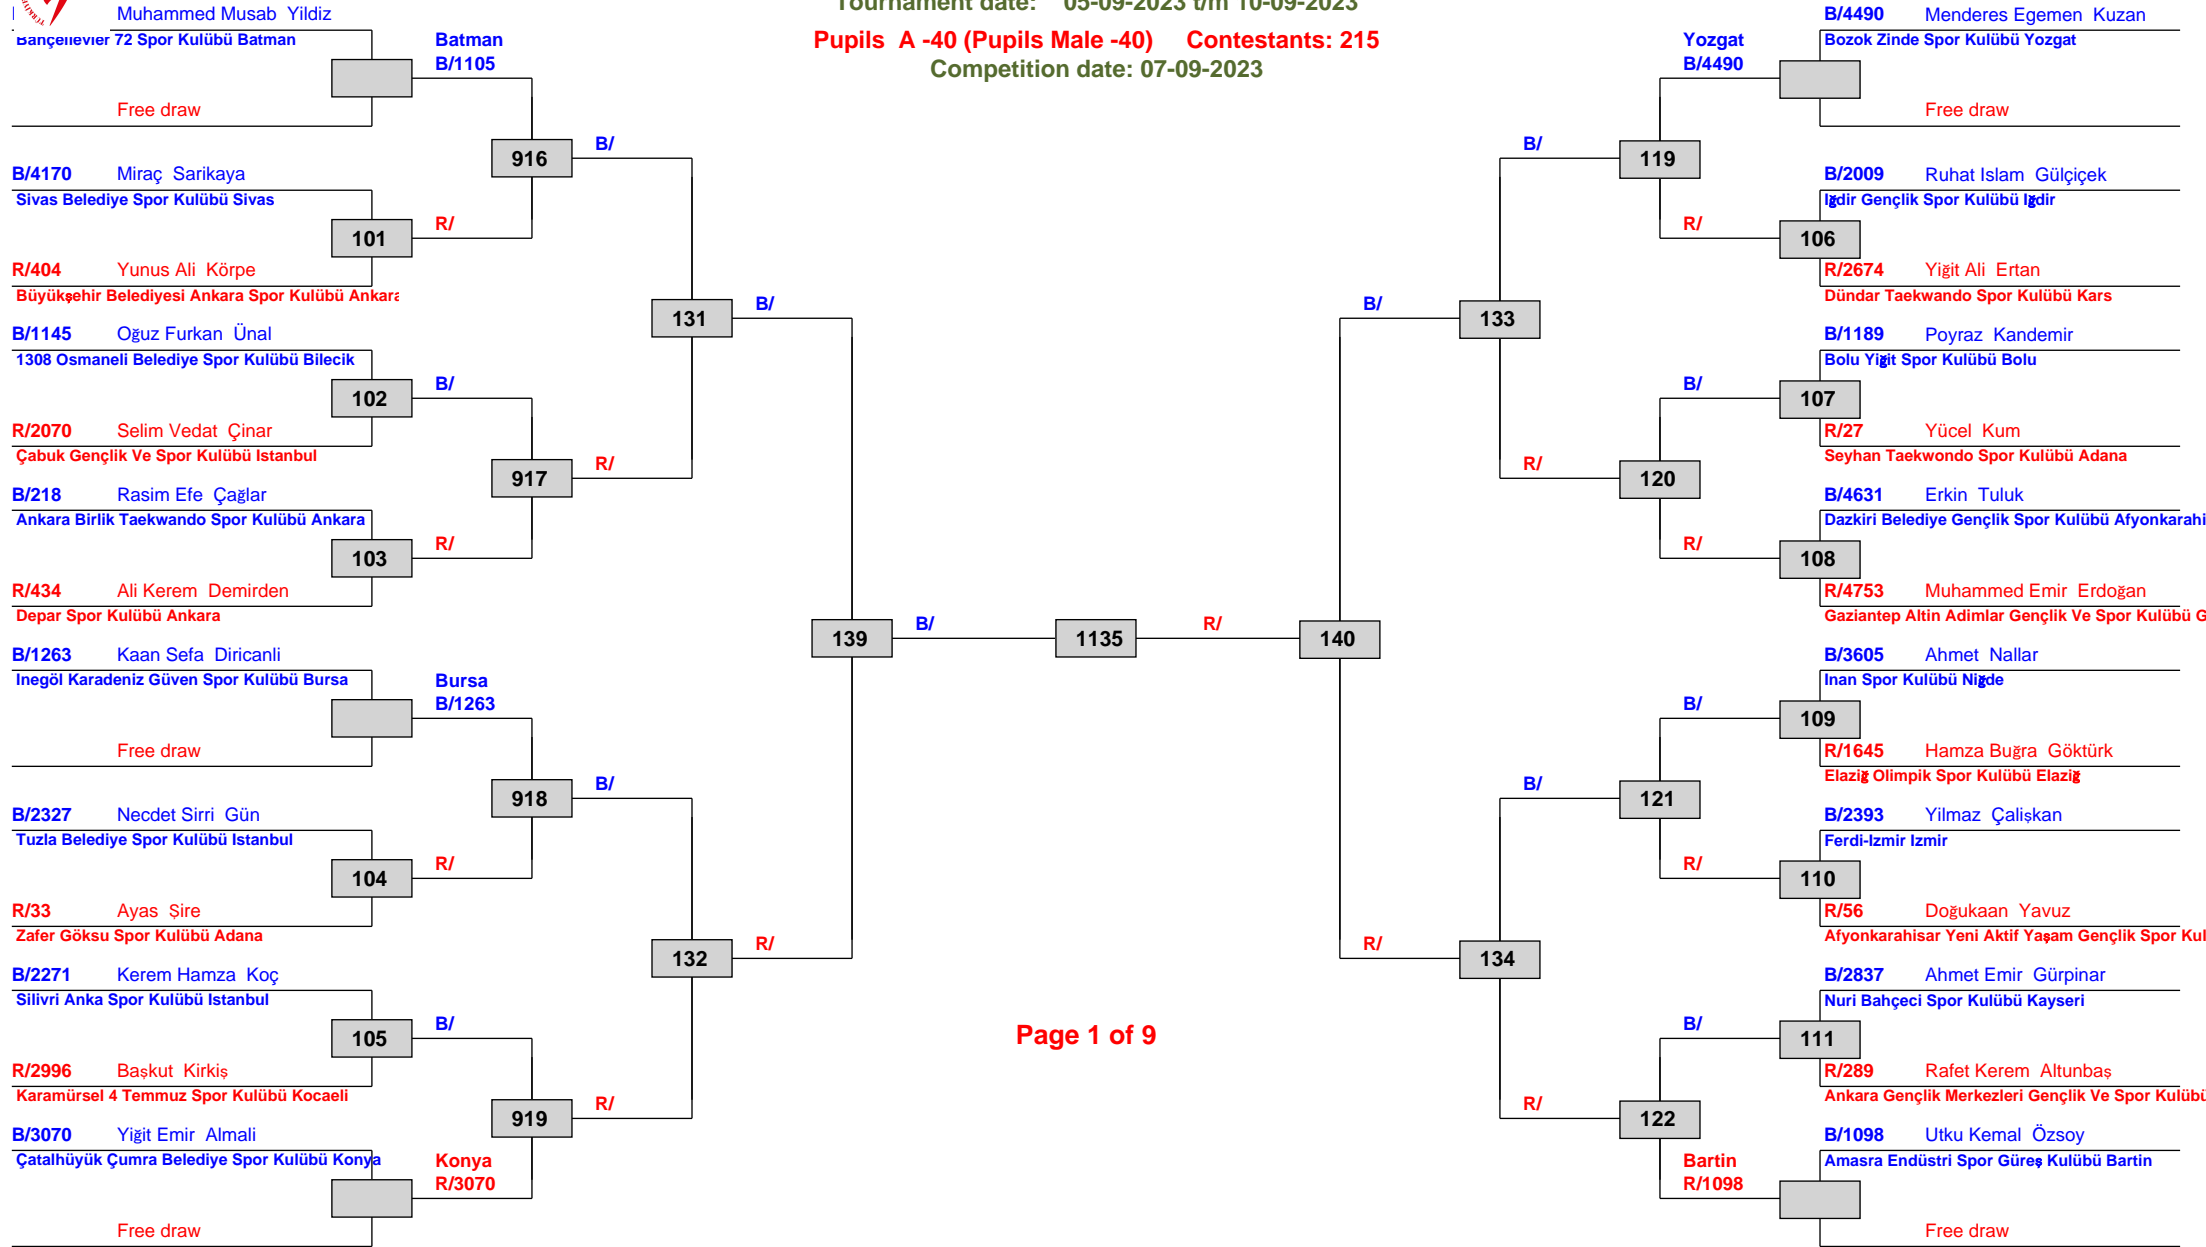 Muhammed Musab Yildiz
Bahçelievler 72 Spor Kulübü Batman
Batman
B/1105
Free draw
916
B/
B/4170 Miraç Sarikaya
Sivas Belediye Spor Kulübü Sivas
101
R/
R/404 Yunus Ali Körpe
Büyükşehir Belediyesi Ankara Spor Kulübü Ankara
131
B/
B/1145 Oğuz Furkan Ünal
1308 Osmaneli Belediye Spor Kulübü Bilecik
102
B/
R/2070 Selim Vedat Çinar
Çabuk Gençlik Ve Spor Kulübü Istanbul
917
R/
B/218 Rasim Efe Çağlar
Ankara Birlik Taekwando Spor Kulübü Ankara
103
R/
R/434 Ali Kerem Demirden
Depar Spor Kulübü Ankara
139
B/
B/1263 Kaan Sefa Diricanli
Inegöl Karadeniz Güven Spor Kulübü Bursa
Bursa
B/1263
Free draw
918
B/
B/2327 Necdet Sirri Gün
Tuzla Belediye Spor Kulübü Istanbul
104
R/
R/33 Ayas Şire
Zafer Göksu Spor Kulübü Adana
132
R/
B/2271 Kerem Hamza Koç
Silivri Anka Spor Kulübü Istanbul
105
B/
R/2996 Başkut Kirkiş
Karamürsel 4 Temmuz Spor Kulübü Kocaeli
919
R/
B/3070 Yiğit Emir Almali
Çatalhüyük Çumra Belediye Spor Kulübü Konya
Konya
R/3070
Free draw
Tournament date: 05-09-2023 t/m 10-09-2023
Pupils A -40 (Pupils Male -40) Contestants: 215
Competition date: 07-09-2023
1135
R/
Page 1 of 9
B/4490 Menderes Egemen Kuzan
Bozok Zinde Spor Kulübü Yozgat
Yozgat
B/4490
Free draw
B/
119
B/2009 Ruhat Islam Gülçiçek
Iğdir Gençlik Spor Kulübü Iğdir
R/
106
R/2674 Yiğit Ali Ertan
Dündar Taekwando Spor Kulübü Kars
B/
133
B/1189 Poyraz Kandemir
Bolu Yiğit Spor Kulübü Bolu
B/
107
R/27 Yücel Kum
Seyhan Taekwondo Spor Kulübü Adana
R/
120
B/4631 Erkin Tuluk
Dazkiri Belediye Gençlik Spor Kulübü Afyonkarahi
R/
108
R/4753 Muhammed Emir Erdoğan
Gaziantep Altin Adimlar Gençlik Ve Spor Kulübü G
140
B/3605 Ahmet Nallar
Inan Spor Kulübü Niğde
B/
109
R/1645 Hamza Buğra Göktürk
Elaziğ Olimpik Spor Kulübü Elaziğ
B/
121
B/2393 Yilmaz Çalişkan
Ferdi-Izmir Izmir
R/
110
R/56 Doğukaan Yavuz
Afyonkarahisar Yeni Aktif Yaşam Gençlik Spor Kul
R/
134
B/2837 Ahmet Emir Gürpinar
Nuri Bahçeci Spor Kulübü Kayseri
B/
111
R/289 Rafet Kerem Altunbaş
Ankara Gençlik Merkezleri Gençlik Ve Spor Kulübü
R/
122
B/1098 Utku Kemal Özsoy
Amasra Endüstri Spor Güreş Kulübü Bartin
Bartin
R/1098
Free draw